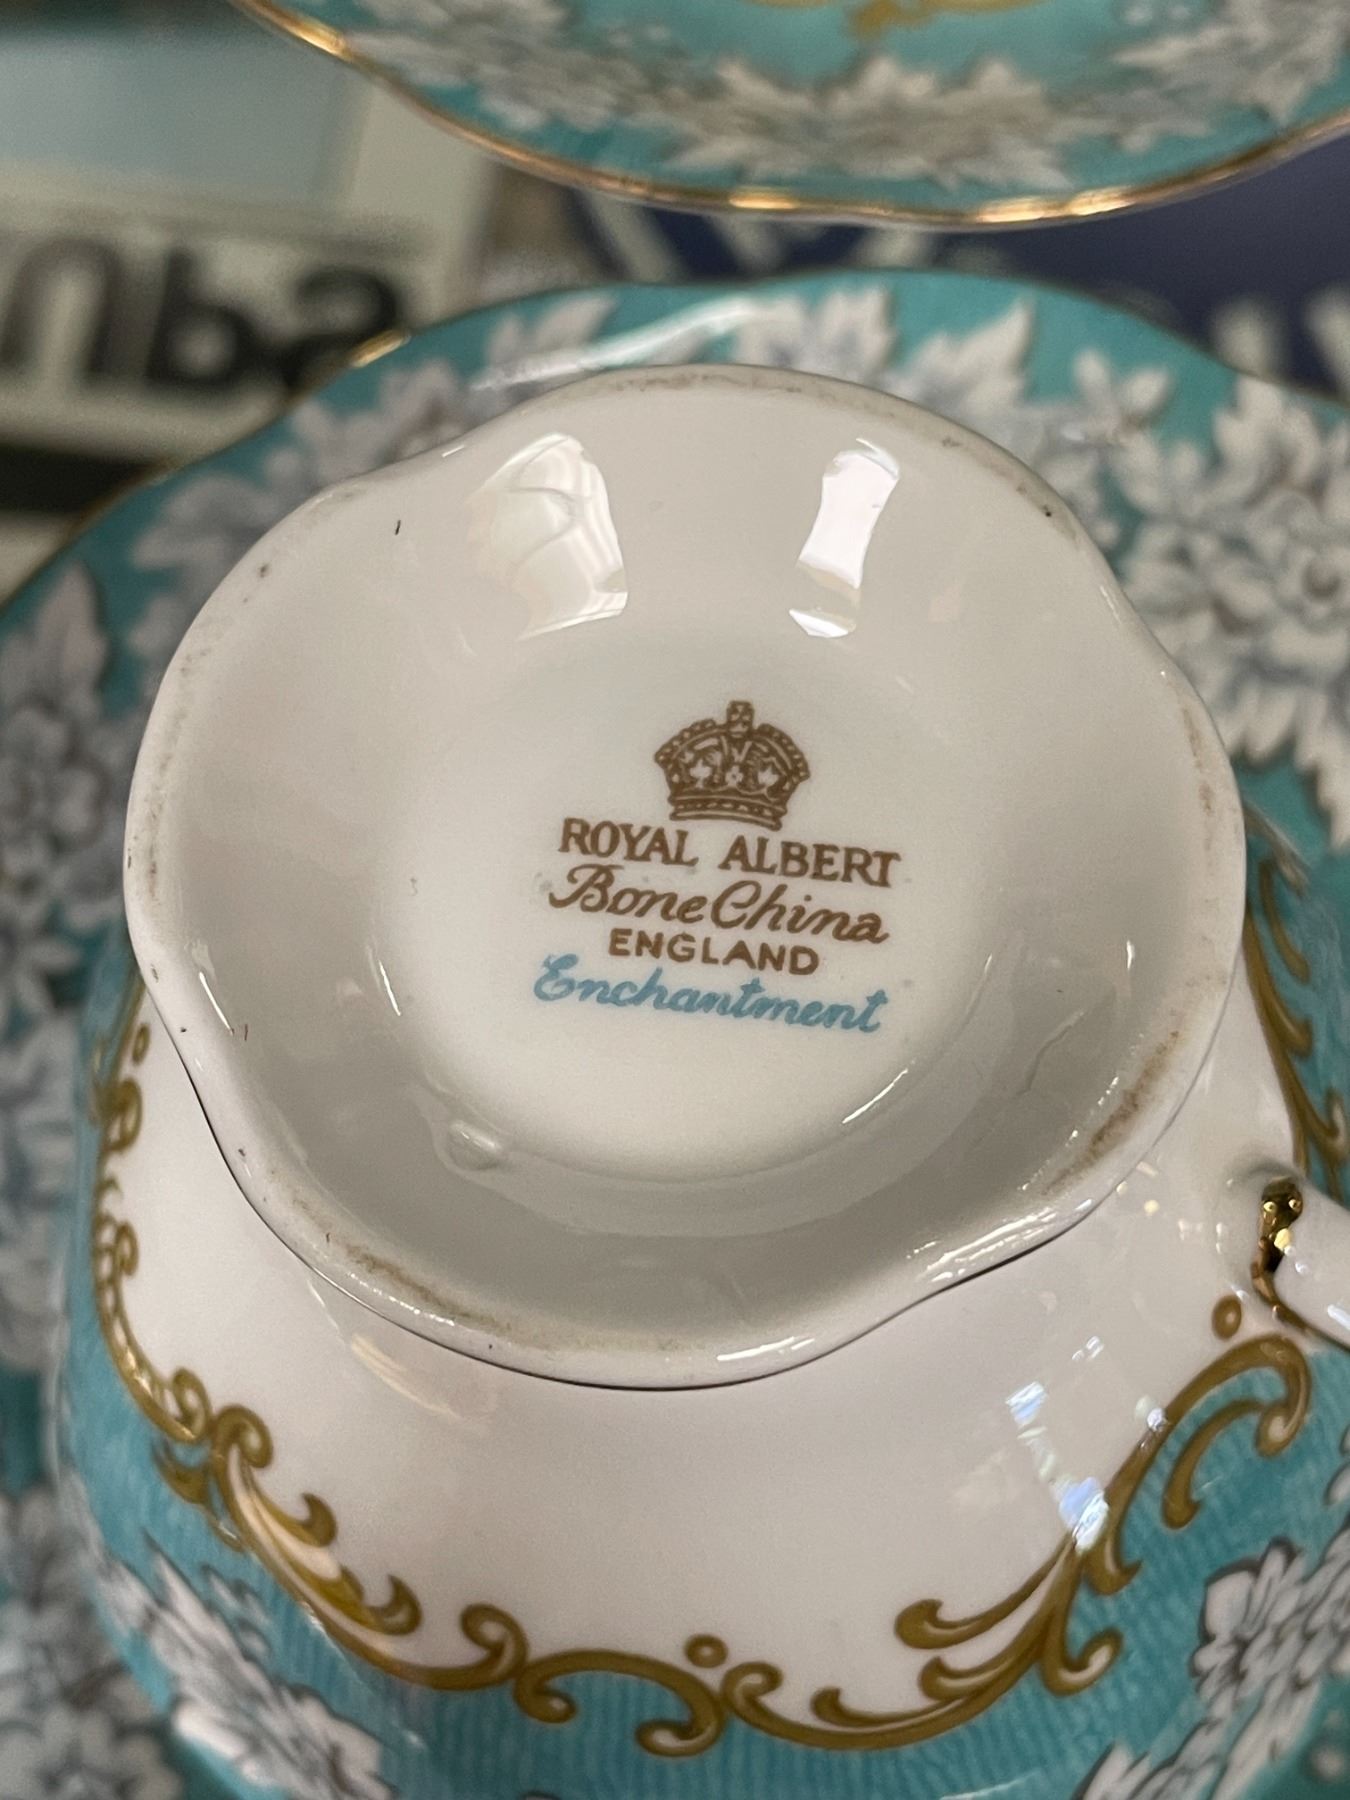 ROYAL ALBERT
Bone China
ENGLAND
Enchantment